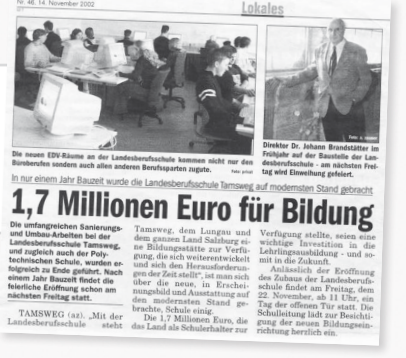 Nr. 46, 14. November 2002
Lokales
Die neuen EDV-Räume an der Landesberufsschule kommen nicht nur den
Büroberufen sondern auch allen anderen Berufssparten zugute.
Foto: privat
Direktor Dr. Johann Brandstätter im
Frühjahr auf der Baustelle der Lan-
desberufsschule - am nächsten Frei-
tag wird Einweihung gefeiert.
In nur einem Jahr Bauzeit wurde die Landesberufsschule Tamsweg auf modernsten Stand gebracht
1,7 Millionen Euro für Bildung
Die umfangreichen Sanierungs-
und Umbau-Arbeiten bei der
Landesberufsschule Tamsweg,
und zugleich auch der Poly-
technischen Schule, wurden er-
folgreich zu Ende geführt. Nach
einem Jahr Bauzeit findet die
feierliche Eröffnung schon am
nächsten Freitag statt.
TAMSWEG (az). „Mit der
Landesberufsschule steht
Tamsweg, dem Lungau und
dem ganzen Land Salzburg ei-
ne Bildungsstätte zur Verfü-
gung, die sich weiterentwickelt
und sich den Herausforderun-
gen der Zeit stellt", ist man sich
über die neue, in Erschei-
nungsbild und Ausstattung auf
den modernsten Stand ge-
brachte, Schule einig.
Die 1,7 Millionen Euro, die
das Land als Schulerhalter zur
Verfügung stellte, seien eine
wichtige Investition in die
Lehrlingsausbildung - und so-
mit in die Zukunft.
Anlässlich der Eröffnung
des Zubaus der Landesberufs-
schule findet am Freitag, dem
22. November, ab 11 Uhr, ein
Tag der offenen Tür statt. Die
Schulleitung lädt zur Besichti-
gung der neuen Bildungsein-
richtung herzlich ein.